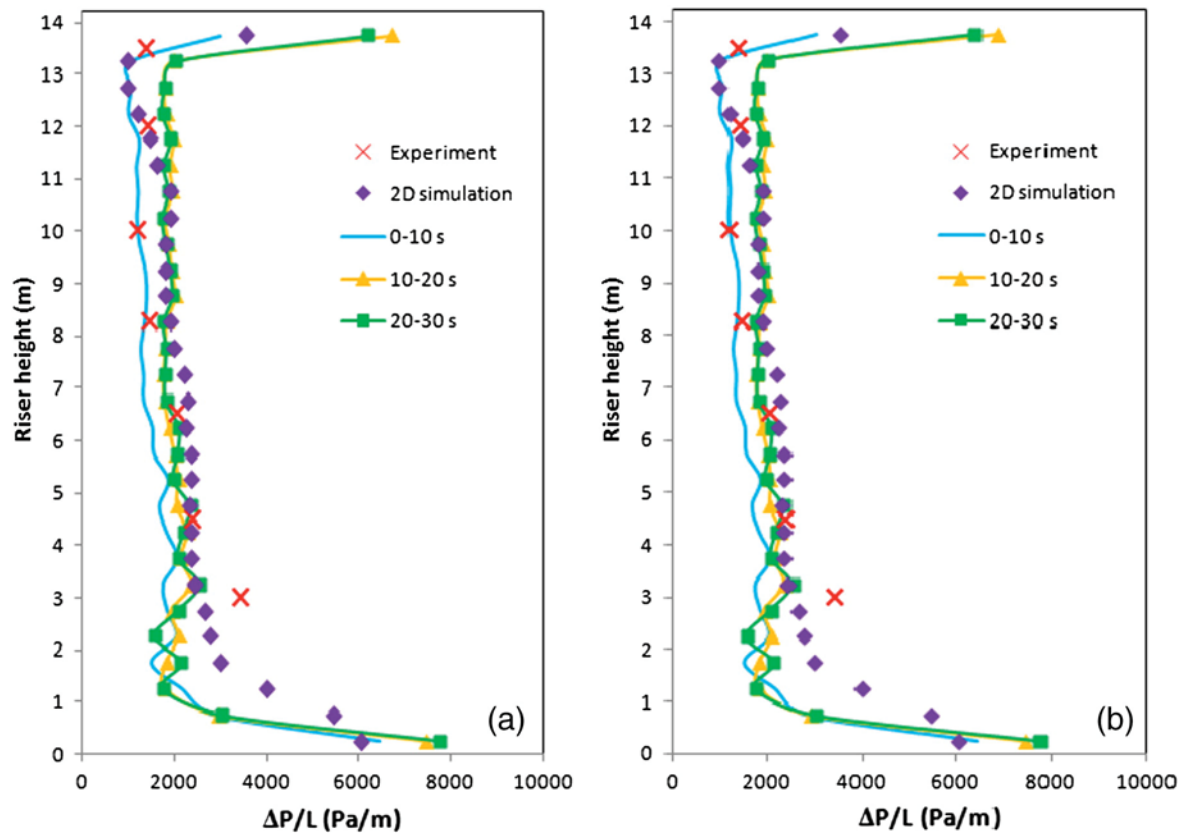 14
13
12
11
10
9
8
7
6
5
4
3
2
1
0
Riser height (m)
Experiment
2D simulation
0-10 s
10-20 s
20-30 s
(a)
0 2000 4000 6000 8000 10000
ΔP/L (Pa/m)
14
13
12
11
10
9
8
7
6
5
4
3
2
1
0
Riser height (m)
Experiment
2D simulation
0-10 s
10-20 s
20-30 s
(b)
0 2000 4000 6000 8000 10000
ΔP/L (Pa/m)